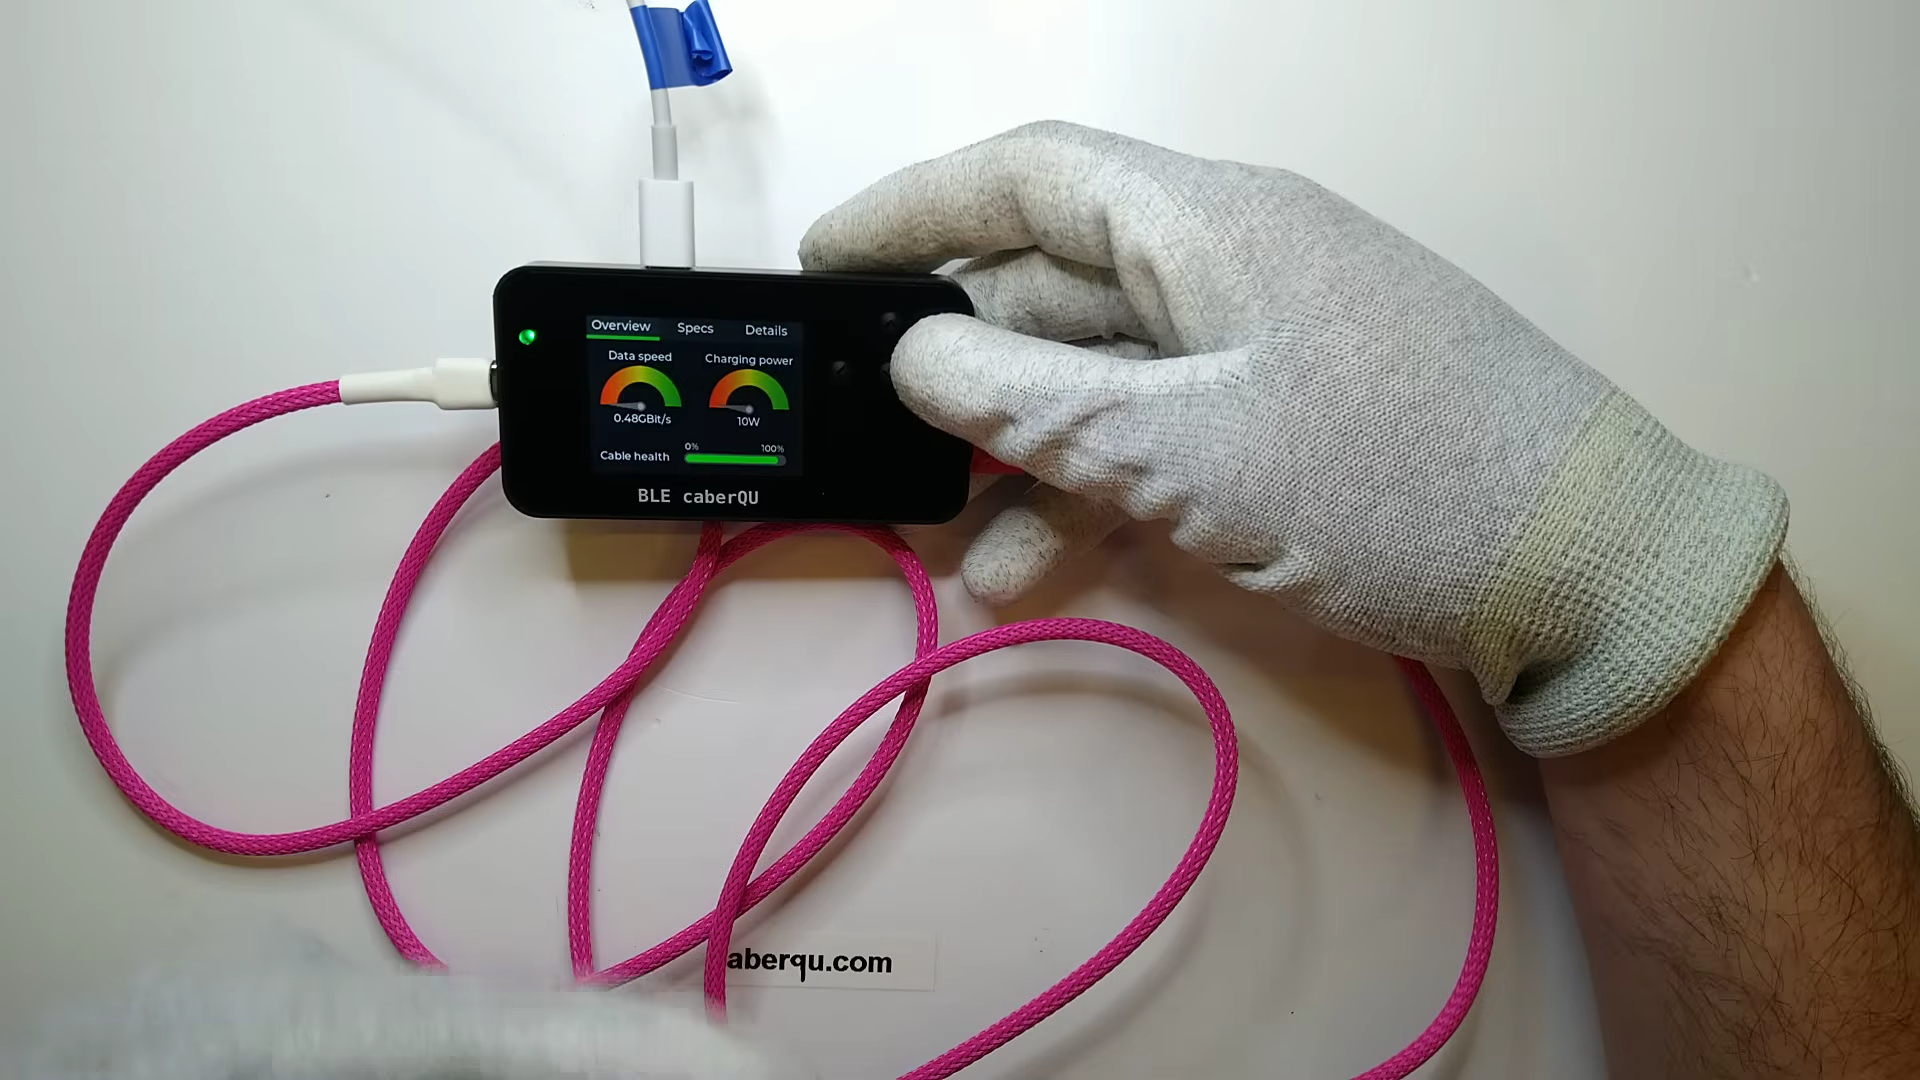 Overview Specs Details
Data speed Charging power
0.48GBit/s 10W
0% 100%
Cable health
BLE caberQU
aberqu.com